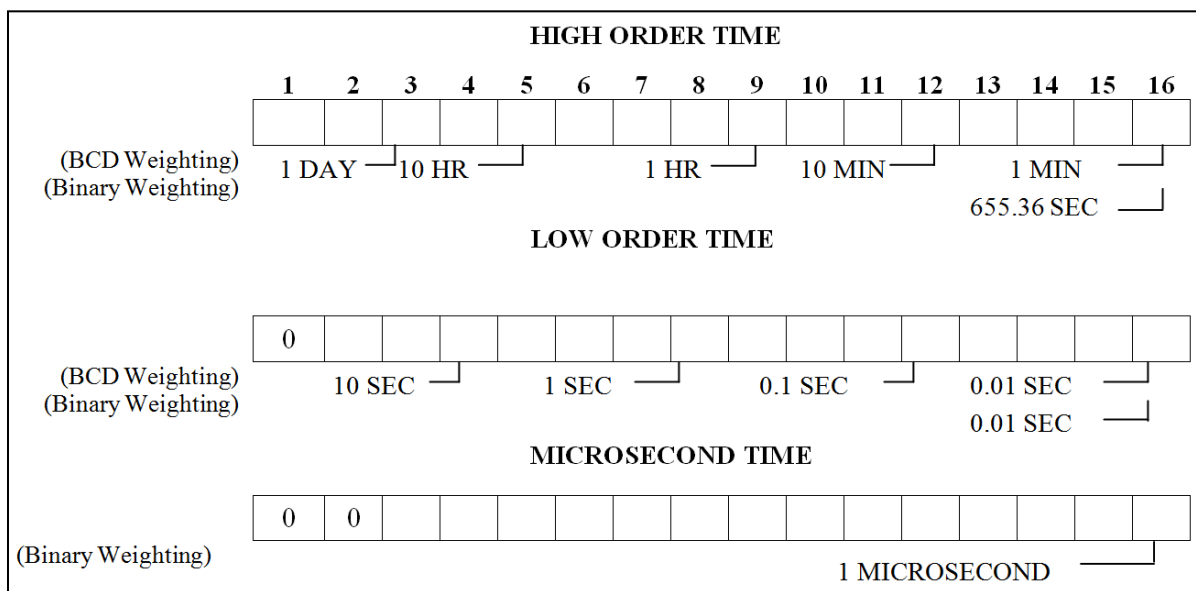 HIGH ORDER TIME
1 2 3 4 5 6 7 8 9 10 11 12 13 14 15 16
(BCD Weighting) 1 DAY 10 HR 1 HR 10 MIN 1 MIN
(Binary Weighting) 655.36 SEC
LOW ORDER TIME
0
(BCD Weighting) 10 SEC 1 SEC 0.1 SEC 0.01 SEC
(Binary Weighting) 0.01 SEC
MICROSECOND TIME
0 0
(Binary Weighting) 1 MICROSECOND